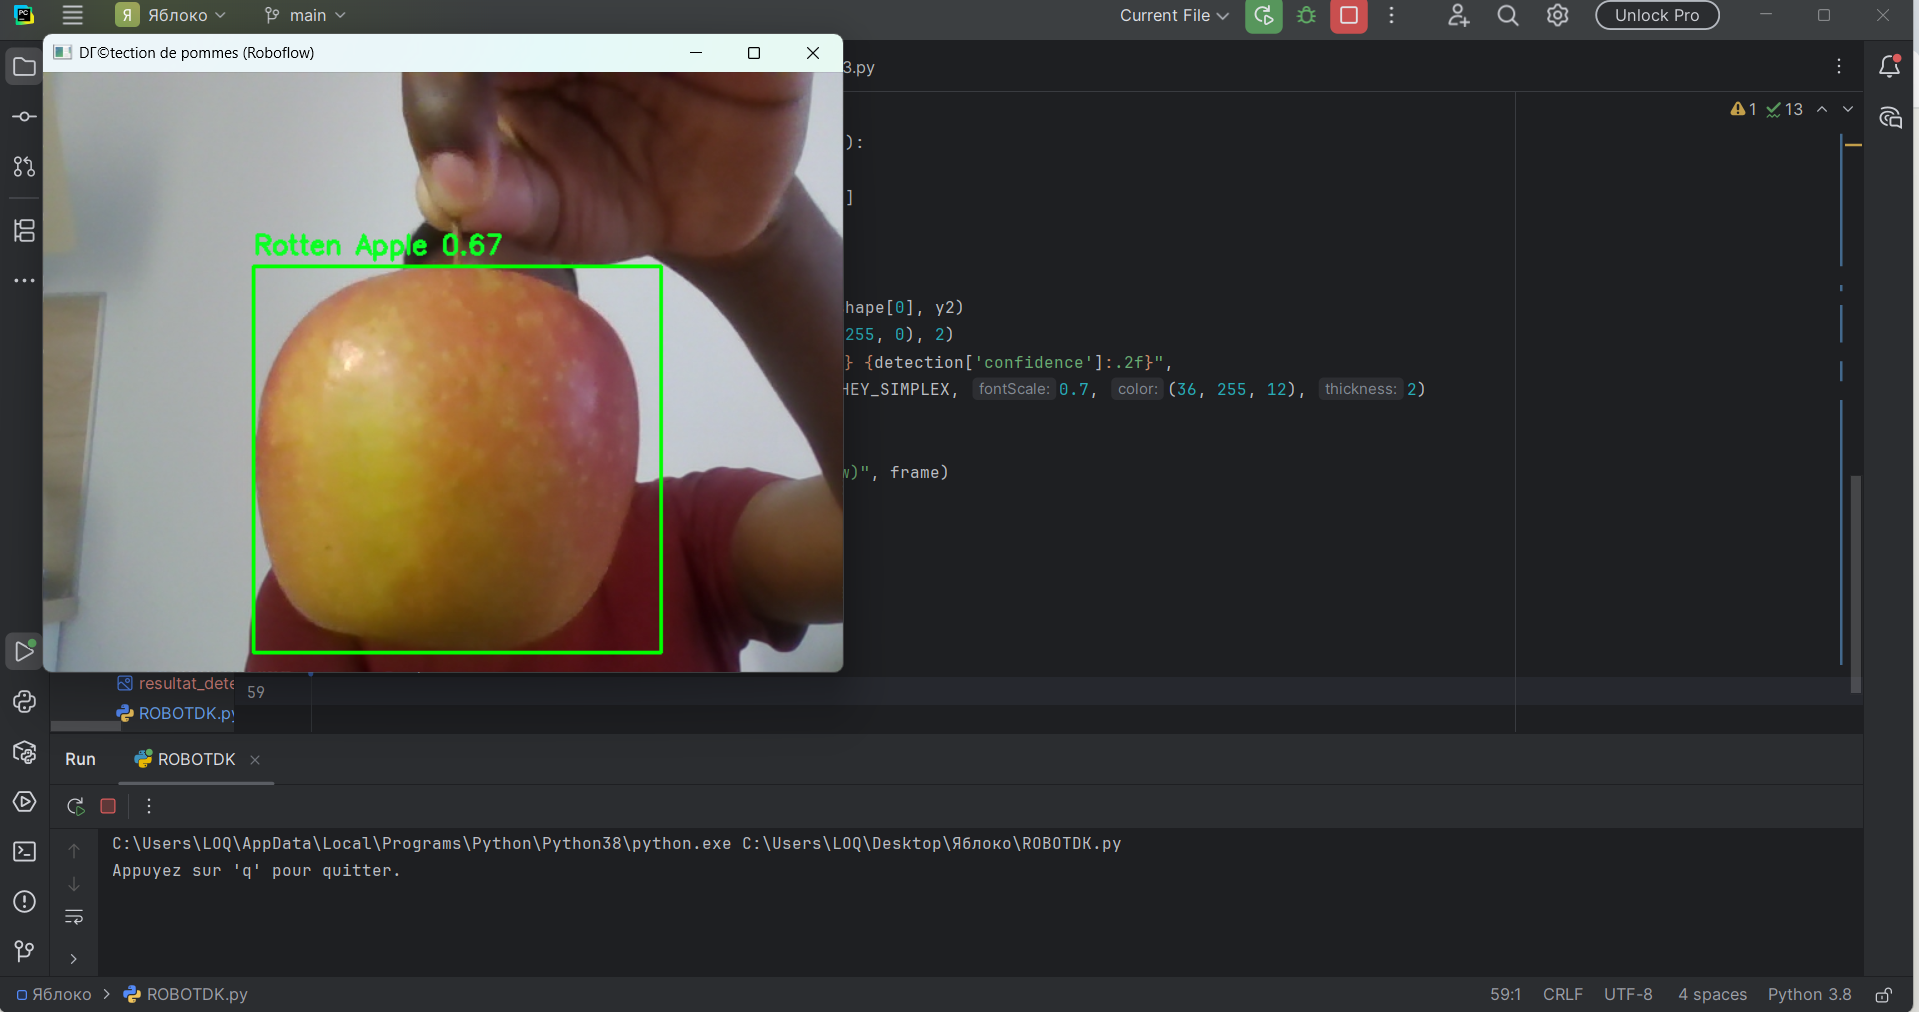 Я Яблоко main Current File Unlock Pro
DГ©tection de pommes (Roboflow)
3.py
1 13
):
]
Rotten Apple 0.67
hape[0], y2)
255, 0), 2)
} {detection['confidence']:.2f}",
HEY_SIMPLEX, fontScale: 0.7, color: (36, 255, 12), thickness: 2)
w)", frame)
resultat_dete
59
ROBOTDK.py
Run ROBOTDK
C:\Users\LOQ\AppData\Local\Programs\Python\Python38\python.exe C:\Users\LOQ\Desktop\Яблоко\ROBOTDK.py
Appuyez sur 'q' pour quitter.
Яблоко > ROBOTDK.py 59:1 CRLF UTF-8 4 spaces Python 3.8